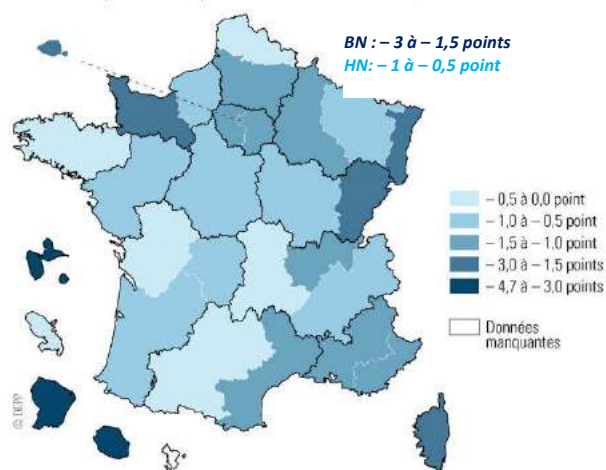 BN : – 3 à – 1,5 points
HN: – 1 à – 0,5 point
– 0,5 à 0,0 point
– 1,0 à – 0,5 point
– 1,5 à – 1,0 point
– 3,0 à – 1,5 points
– 4,7 à – 3,0 points
Données
manquantes
© DEPP